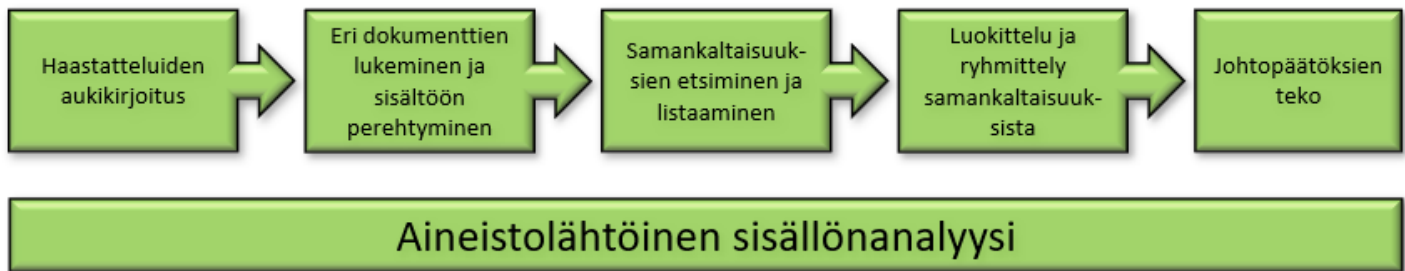 Haastatteluiden
aukikirjoitus
Eri dokumenttien
lukeminen ja
sisältöön
perehtyminen
Samankaltaisuuk-
sien etsiminen ja
listaaminen
Luokittelu ja
ryhmittely
samankaltaisuuk-
sista
Johtopäätöksien
teko
Aineistolähtöinen sisällönanalyysi